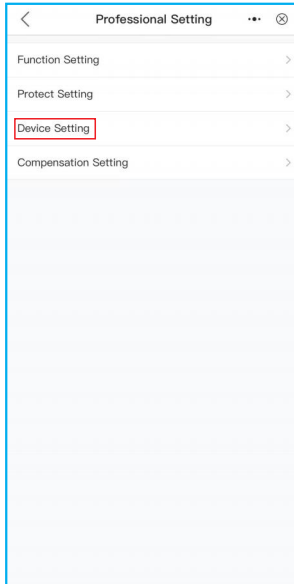 Professional Setting
Function Setting
Protect Setting
Device Setting
Compensation Setting